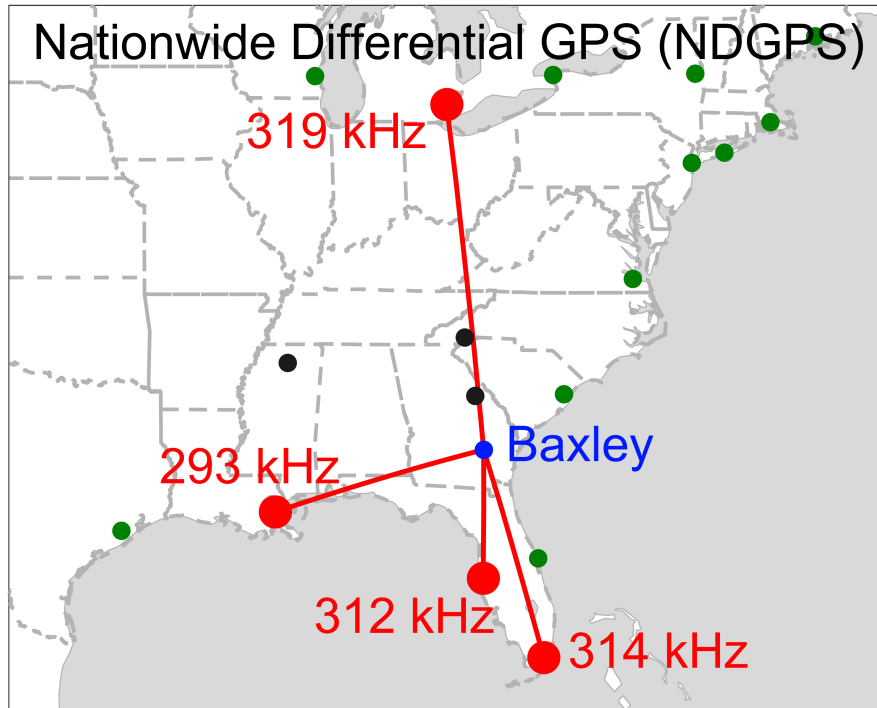 Nationwide Differential GPS (NDGPS)
319 kHz
Baxley
293 kHz
312 kHz
314 kHz